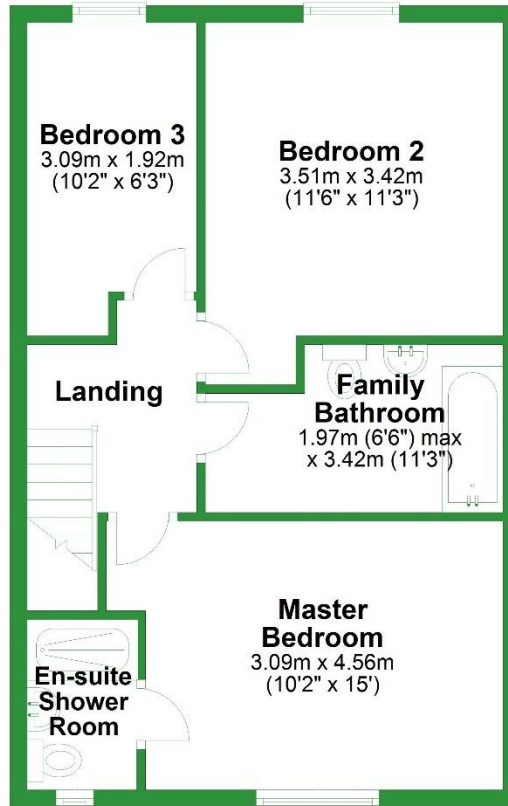 Bedroom 3
3.09m x 1.92m
(10'2" x 6'3")
Bedroom 2
3.51m x 3.42m
(11'6" x 11'3")
Landing
Family
Bathroom
1.97m (6'6") max
x 3.42m (11'3")
Master
Bedroom
3.09m x 4.56m
(10'2" x 15')
En-suite
Shower
Room